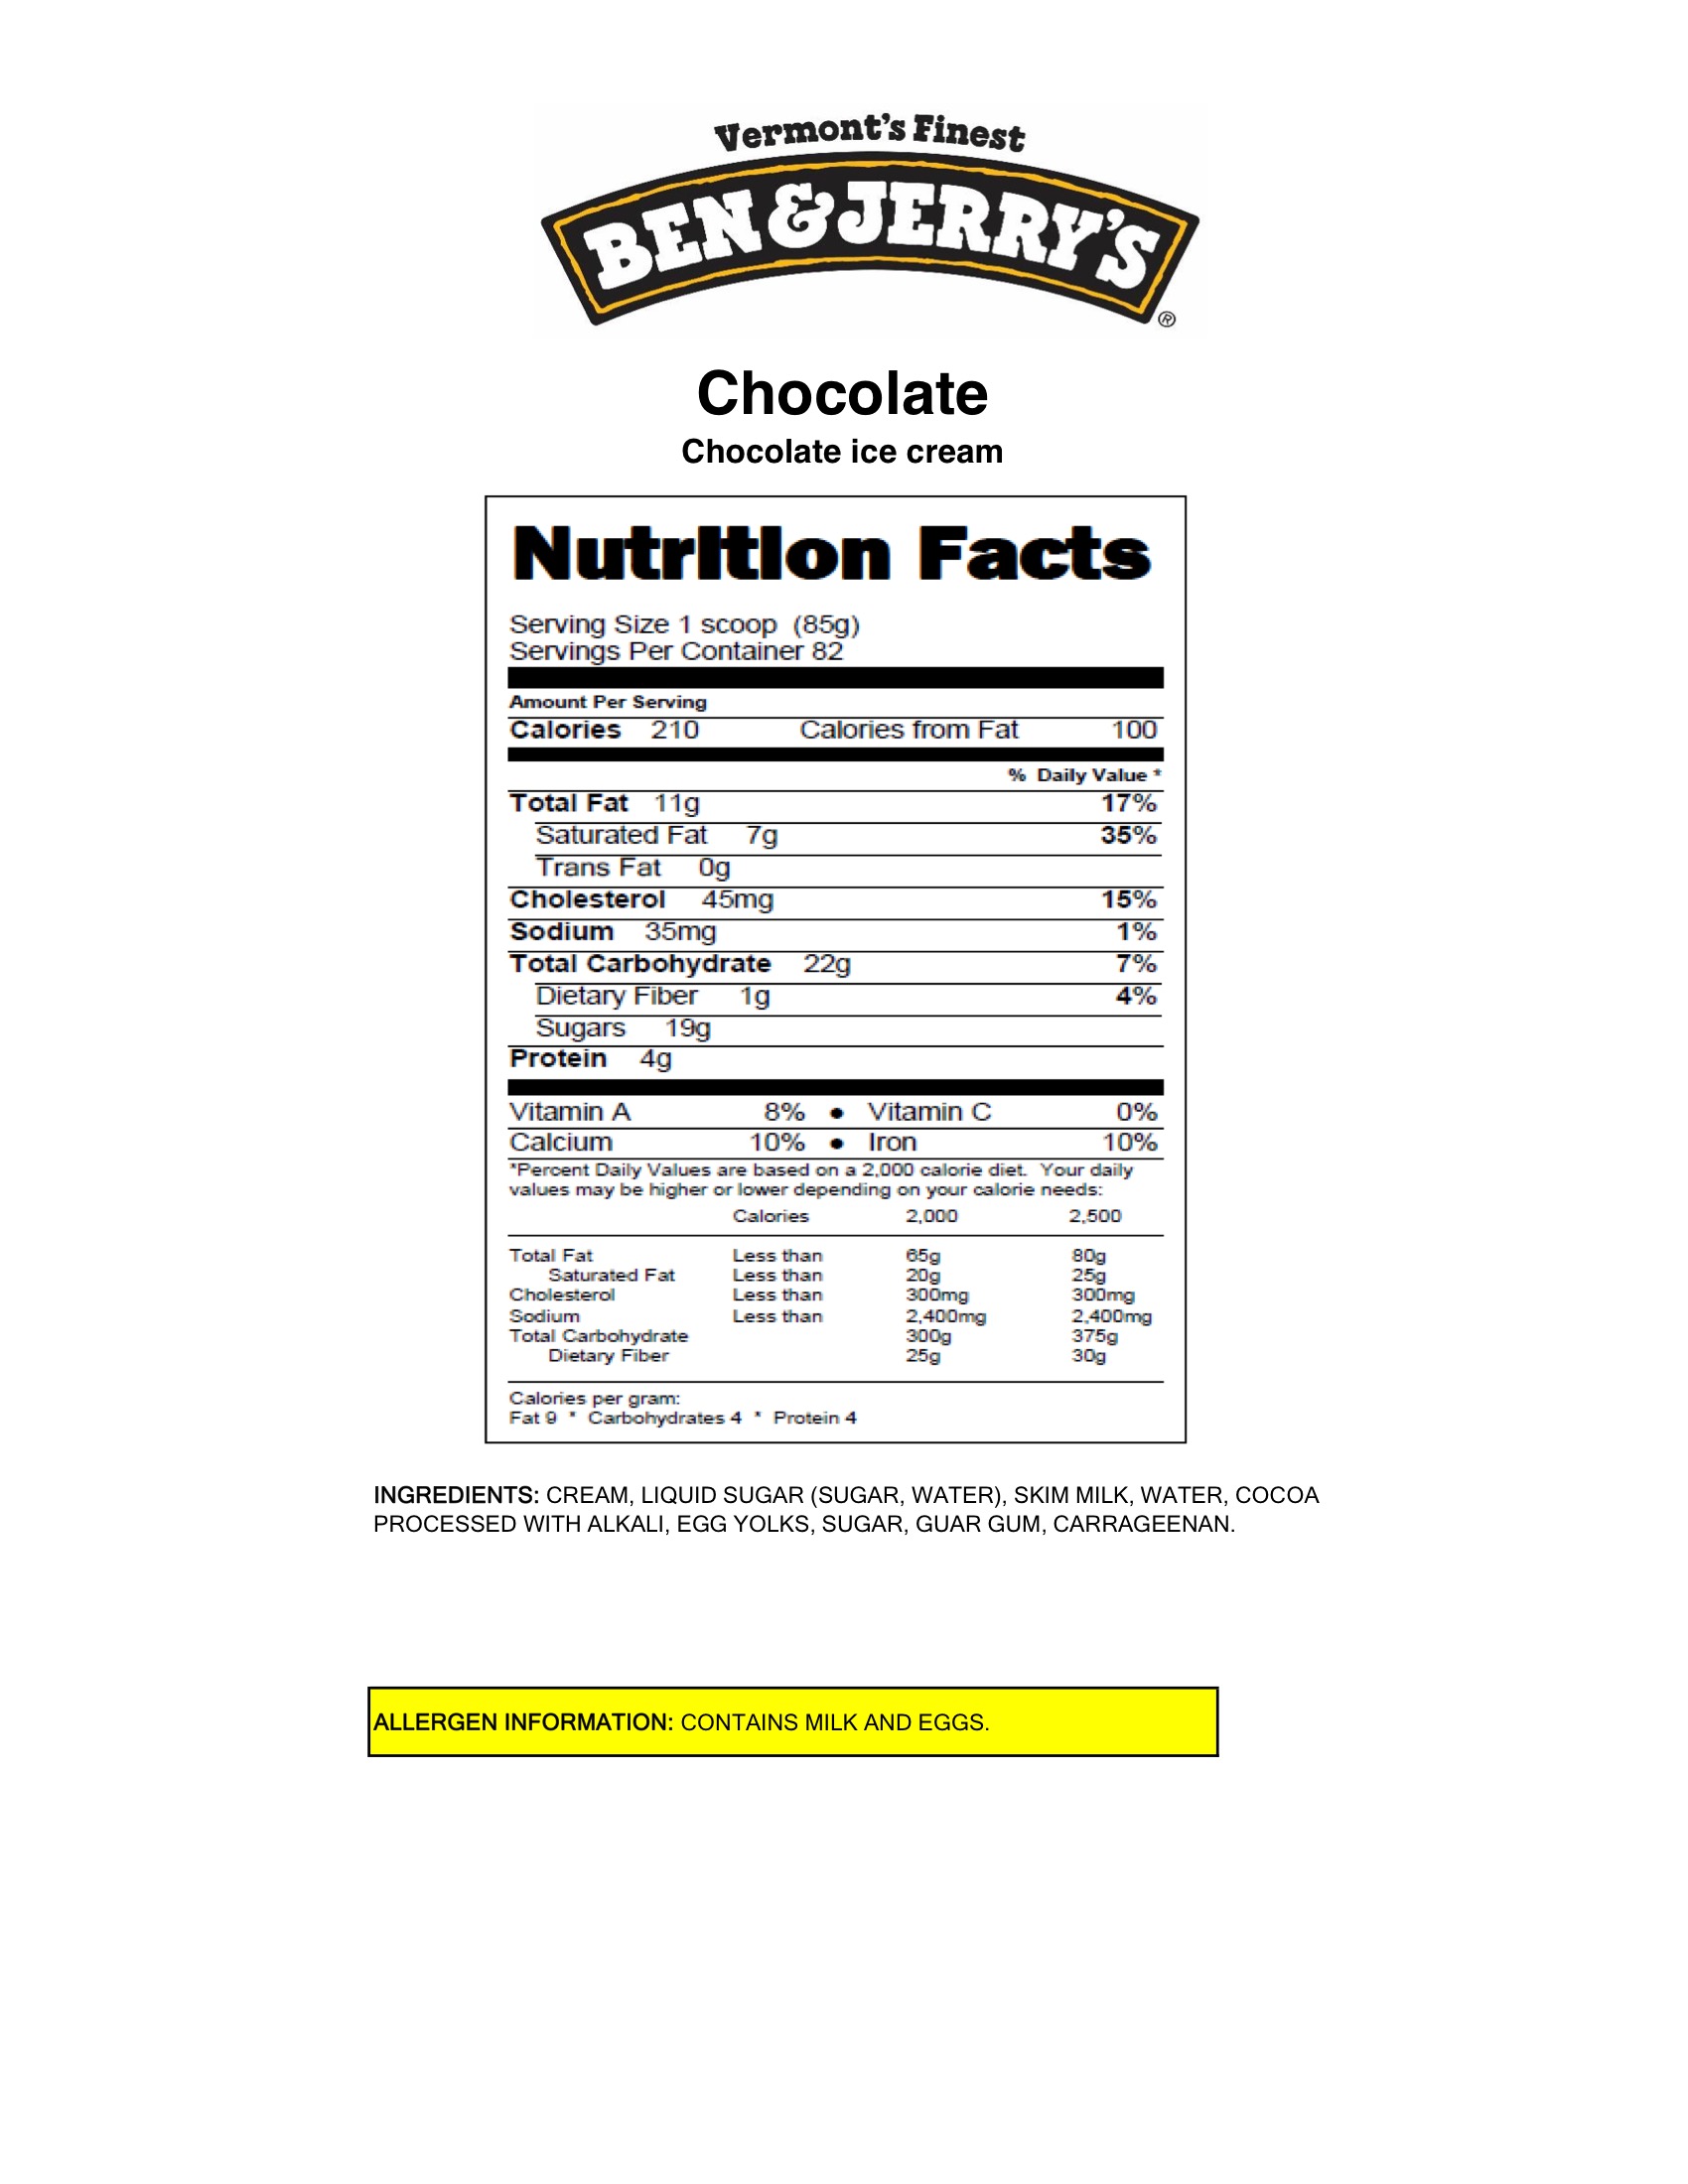 Vermont's Finest
BEN & JERRY'S ®
Chocolate
Chocolate ice cream
Nutrition Facts
Serving Size 1 scoop (85g)
Servings Per Container 82
Amount Per Serving
Calories 210 Calories from Fat 100
% Daily Value *
Total Fat 11g 17%
Saturated Fat 7g 35%
Trans Fat 0g
Cholesterol 45mg 15%
Sodium 35mg 1%
Total Carbohydrate 22g 7%
Dietary Fiber 1g 4%
Sugars 19g
Protein 4g
Vitamin A 8% • Vitamin C 0%
Calcium 10% • Iron 10%
*Percent Daily Values are based on a 2,000 calorie diet. Your daily
values may be higher or lower depending on your calorie needs:
Calories 2,000 2,500
Total Fat Less than 65g 80g
Saturated Fat Less than 20g 25g
Cholesterol Less than 300mg 300mg
Sodium Less than 2,400mg 2,400mg
Total Carbohydrate 300g 375g
Dietary Fiber 25g 30g
Calories per gram:
Fat 9 * Carbohydrates 4 * Protein 4
INGREDIENTS: CREAM, LIQUID SUGAR (SUGAR, WATER), SKIM MILK, WATER, COCOA
PROCESSED WITH ALKALI, EGG YOLKS, SUGAR, GUAR GUM, CARRAGEENAN.
ALLERGEN INFORMATION: CONTAINS MILK AND EGGS.